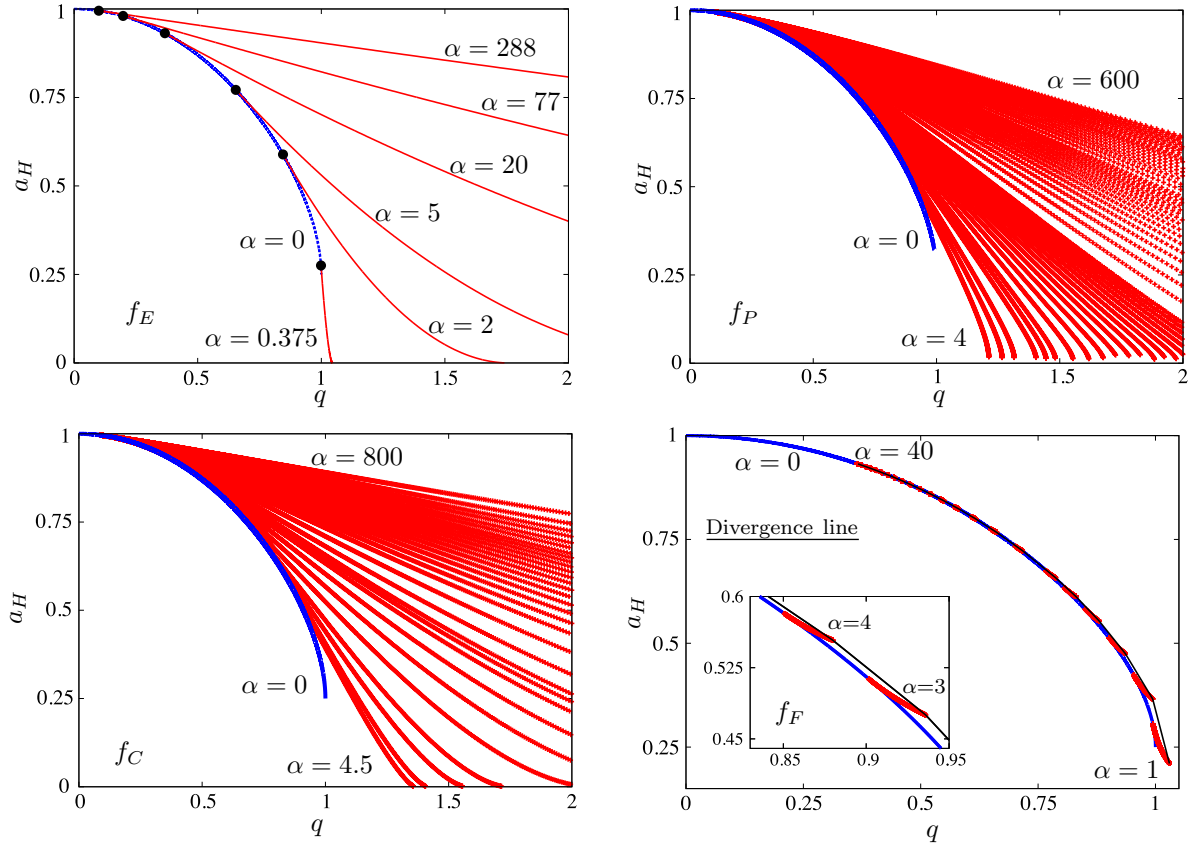 1
0.75
0.5
0.25
0
a_H
α = 288
α = 77
α = 20
α = 5
α = 0
α = 2
α = 0.375
f_E
0 0.5 1 1.5 2
q
1
0.75
0.5
0.25
0
a_H
α = 600
α = 0
α = 4
f_P
0 0.5 1 1.5 2
q
1
0.75
0.5
0.25
0
a_H
α = 800
α = 0
α = 4.5
f_C
0 0.5 1 1.5 2
q
1
0.75
0.5
0.25
a_H
α = 0
α = 40
Divergence line
0.6
0.525
0.45
α=4
α=3
f_F
0.85 0.9 0.95
α = 1
0 0.25 0.5 0.75 1
q